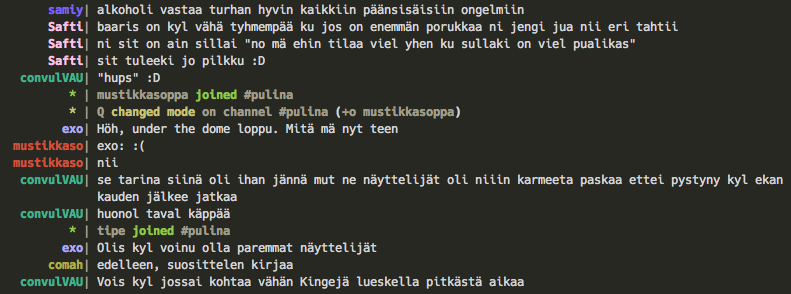 samiy| alkoholi vastaa turhan hyvin kaikkiin päänsisäisiin ongelmiin
Safti| baaris on kyl vähä tyhmempää ku jos on enemmän porukkaa ni jengi jua nii eri tahtii
Safti| ni sit on ain sillai "no mä ehin tilaa viel yhen ku sullaki on viel pualikas"
Safti| sit tuleeki jo pilkku :D
convulVAU| "hups" :D
* | mustikkasoppa joined #pulina
* | Q changed mode on channel #pulina (+o mustikkasoppa)
exo| Höh, under the dome loppu. Mitä mä nyt teen
mustikkaso| exo: :(
mustikkaso| nii
convulVAU| se tarina siinä oli ihan jännä mut ne näyttelijät oli niiin karmeeta paskaa ettei pystyny kyl ekan
kauden jälkee jatkaa
convulVAU| huonol taval käppää
* | tipe joined #pulina
exo| Olis kyl voinu olla paremmat näyttelijät
comah| edelleen, suosittelen kirjaa
convulVAU| Vois kyl jossai kohtaa vähän Kingejä lueskella pitkästä aikaa